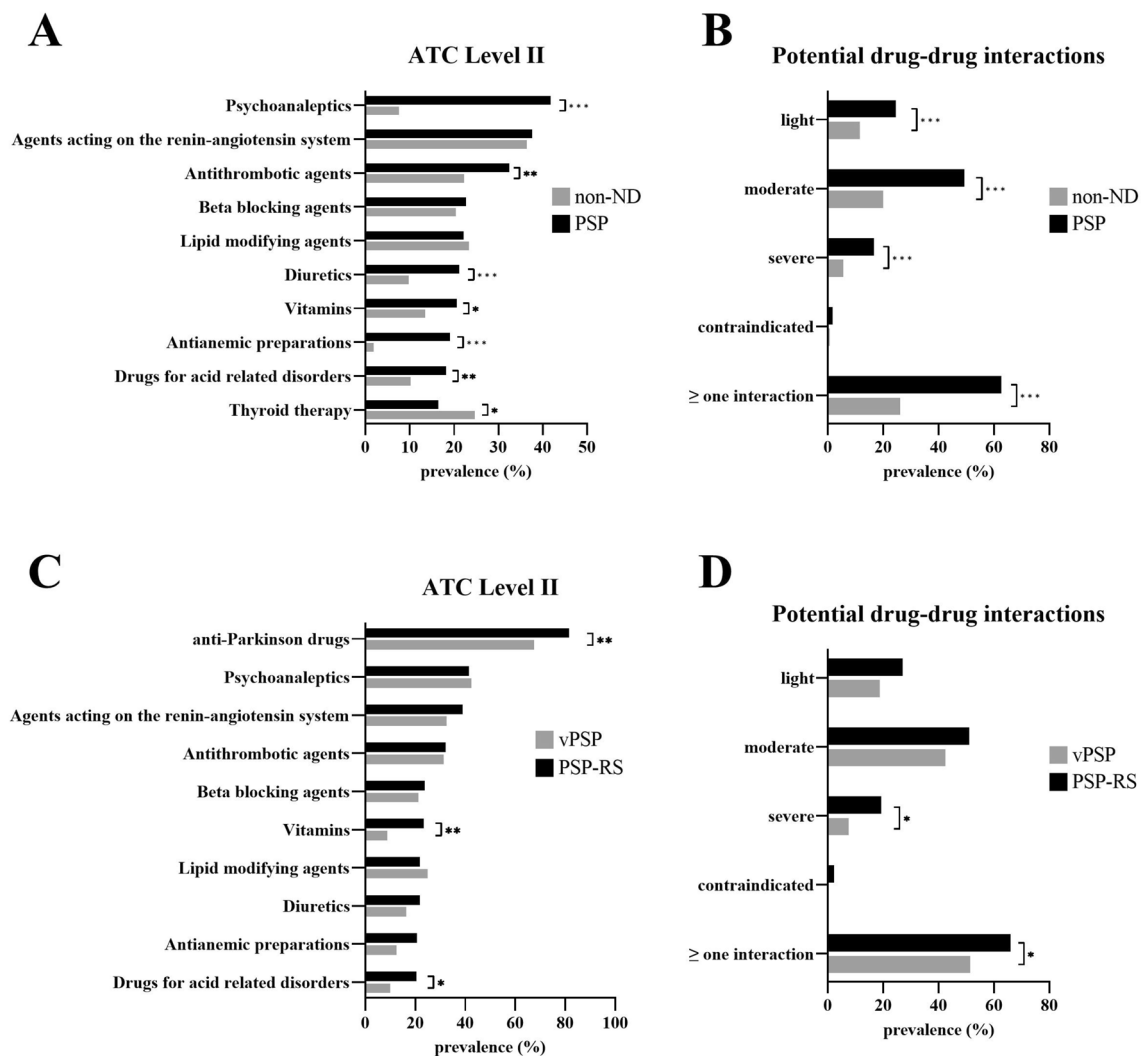 A
ATC Level II
Psychoanaleptics
***
Agents acting on the renin-angiotensin system
Antithrombotic agents
**
Beta blocking agents
Lipid modifying agents
Diuretics
***
Vitamins
*
Antianemic preparations
***
Drugs for acid related disorders
**
Thyroid therapy
*
non-ND
PSP
0 10 20 30 40 50
prevalence (%)
B
Potential drug-drug interactions
light
***
moderate
***
severe
***
contraindicated
≥ one interaction
***
non-ND
PSP
0 20 40 60 80
prevalence (%)
C
ATC Level II
anti-Parkinson drugs
**
Psychoanaleptics
Agents acting on the renin-angiotensin system
Antithrombotic agents
Beta blocking agents
Vitamins
**
Lipid modifying agents
Diuretics
Antianemic preparations
Drugs for acid related disorders
*
vPSP
PSP-RS
0 20 40 60 80 100
prevalence (%)
D
Potential drug-drug interactions
light
moderate
severe
*
contraindicated
≥ one interaction
*
vPSP
PSP-RS
0 20 40 60 80
prevalence (%)